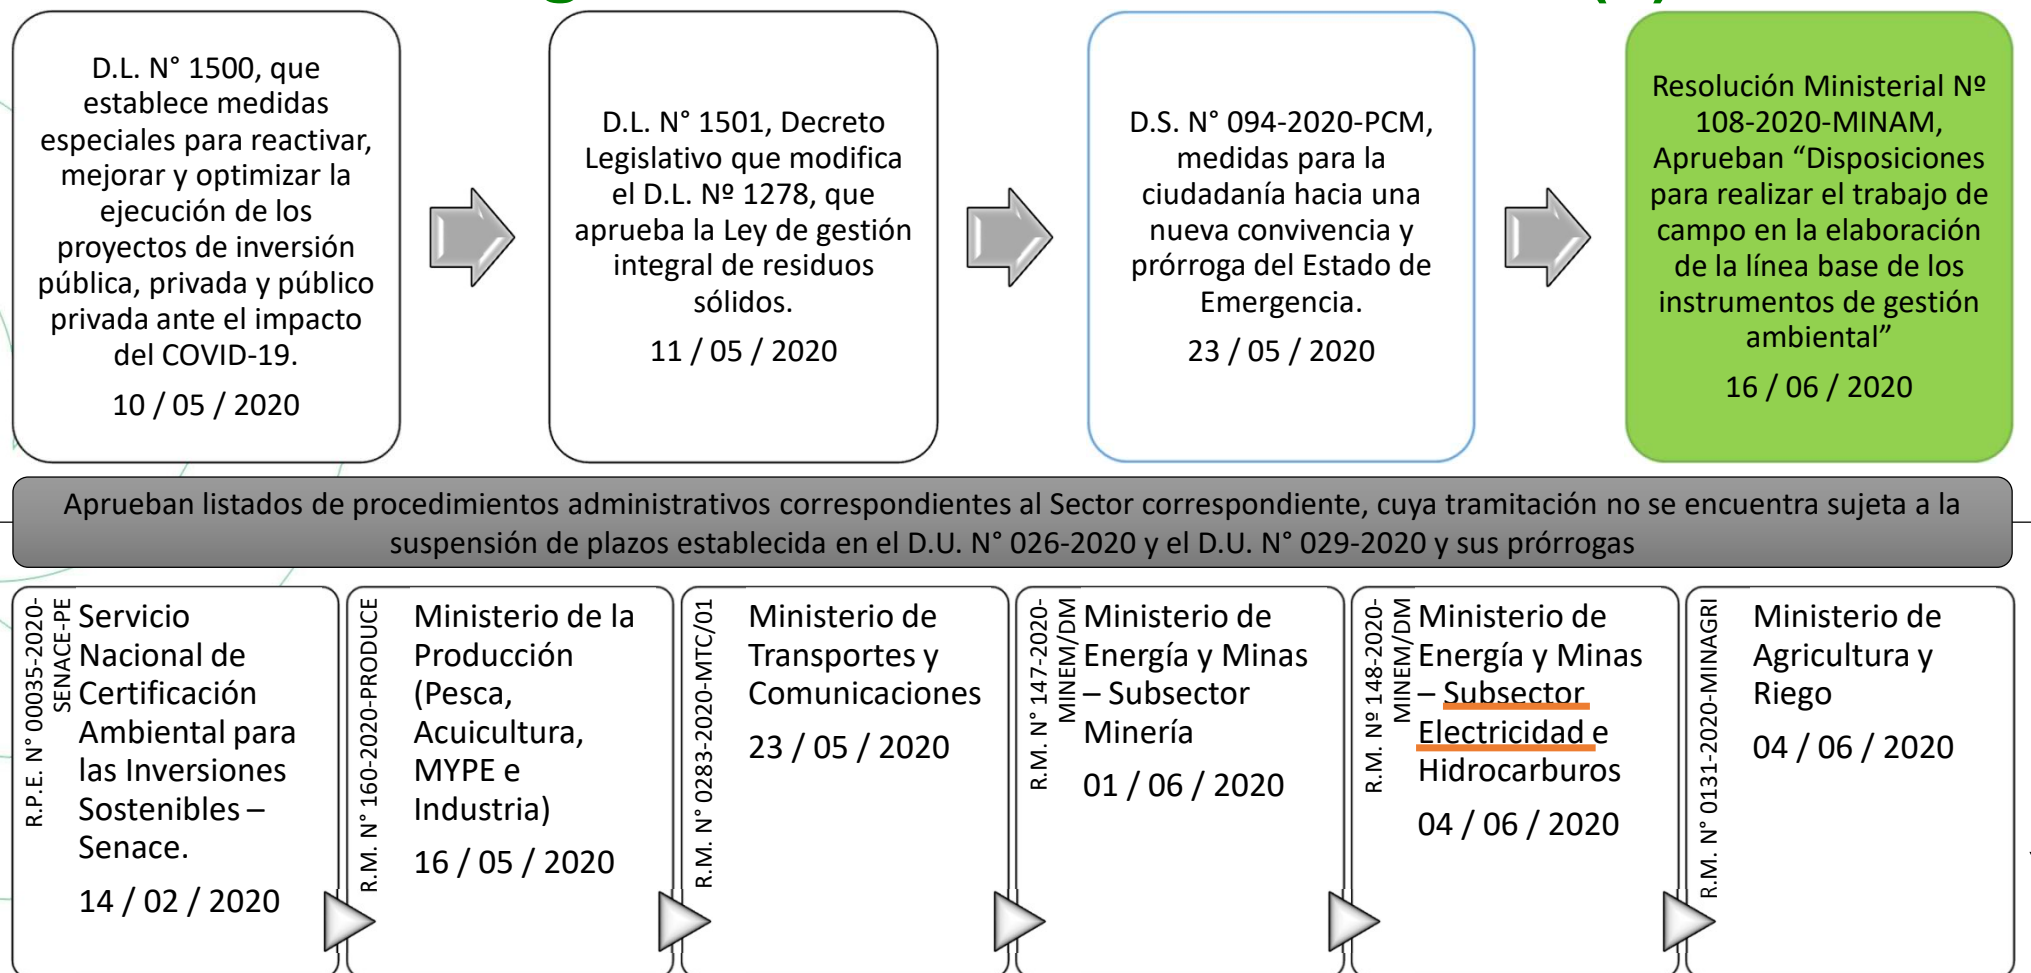 D.L. N° 1500, que
establece medidas
especiales para reactivar,
mejorar y optimizar la
ejecución de los
proyectos de inversión
pública, privada y público
privada ante el impacto
del COVID-19.
10 / 05 / 2020
D.L. N° 1501, Decreto
Legislativo que modifica
el D.L. Nº 1278, que
aprueba la Ley de gestión
integral de residuos
sólidos.
11 / 05 / 2020
D.S. N° 094-2020-PCM,
medidas para la
ciudadanía hacia una
nueva convivencia y
prórroga del Estado de
Emergencia.
23 / 05 / 2020
Resolución Ministerial Nº
108-2020-MINAM,
Aprueban “Disposiciones
para realizar el trabajo de
campo en la elaboración
de la línea base de los
instrumentos de gestión
ambiental”
16 / 06 / 2020
Aprueban listados de procedimientos administrativos correspondientes al Sector correspondiente, cuya tramitación no se encuentra sujeta a la
suspensión de plazos establecida en el D.U. N° 026-2020 y el D.U. N° 029-2020 y sus prórrogas
R.P.E. N° 00035-2020-
SENACE-PE
Servicio
Nacional de
Certificación
Ambiental para
las Inversiones
Sostenibles –
Senace.
14 / 02 / 2020
R.M. N° 160-2020-PRODUCE
Ministerio de la
Producción
(Pesca,
Acuicultura,
MYPE e
Industria)
16 / 05 / 2020
R.M. N° 0283-2020-MTC/01
Ministerio de
Transportes y
Comunicaciones
23 / 05 / 2020
R.M. N° 147-2020-
MINEM/DM
Ministerio de
Energía y Minas
– Subsector
Minería
01 / 06 / 2020
R.M. Nº 148-2020-
MINEM/DM
Ministerio de
Energía y Minas
– Subsector
Electricidad e
Hidrocarburos
04 / 06 / 2020
R.M. N° 0131-2020-MINAGRI
Ministerio de
Agricultura y
Riego
04 / 06 / 2020